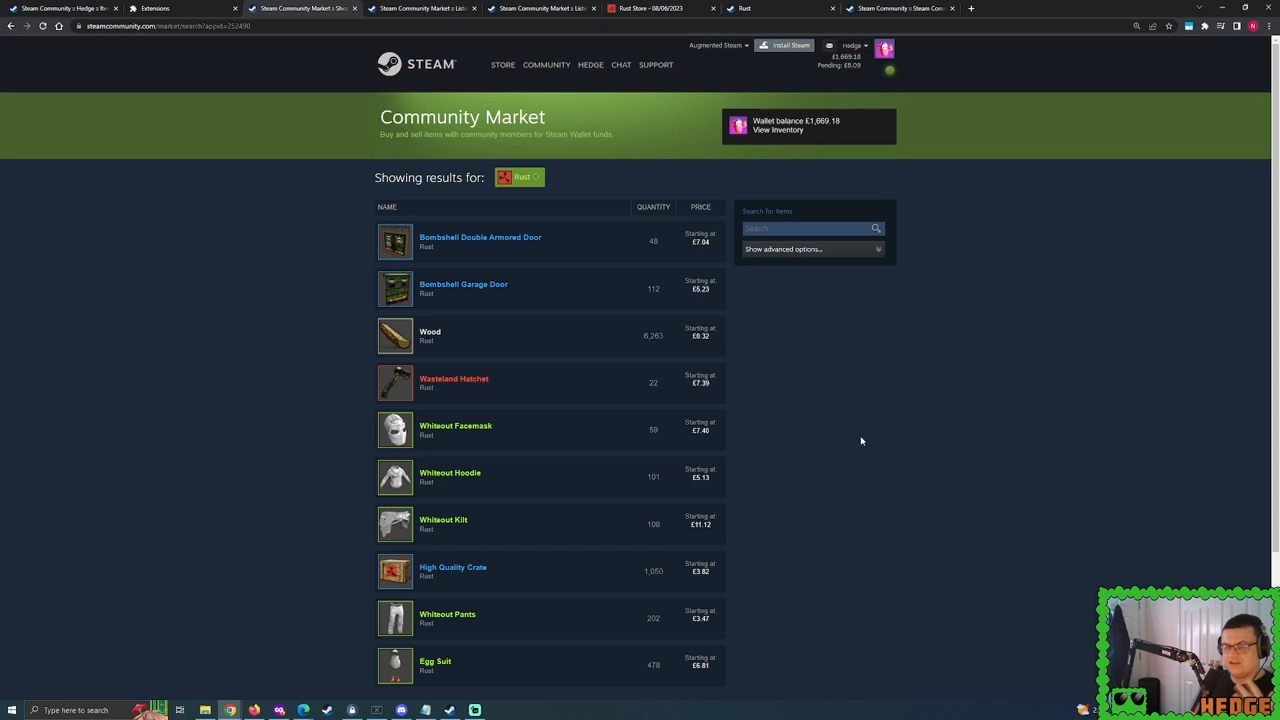 Steam Community :: Hedge :: Ite
Extensions
Steam Community Market :: Sho
Steam Community Market :: Listi
Steam Community Market :: Listi
Rust Store - 08/06/2023
Rust
Steam Community :: Steam Com
steamcommunity.com/market/search?appid=252490
N
Augmented Steam
Install Steam
Hedge
£1,669.18
Pending: £8.09
STEAM
STORE
COMMUNITY
HEDGE
CHAT
SUPPORT
Community Market
Buy and sell items with community members for Steam Wallet funds.
Wallet balance £1,669.18
View Inventory
Showing results for:
Rust
NAME
QUANTITY
PRICE
Search for Items
Search
Show advanced options...
Bombshell Double Armored Door
Rust
48
Starting at:
£7.04
Bombshell Garage Door
Rust
112
Starting at:
£5.23
Wood
Rust
6,263
Starting at:
£0.32
Wasteland Hatchet
Rust
22
Starting at:
£7.39
Whiteout Facemask
Rust
59
Starting at:
£7.40
Whiteout Hoodie
Rust
101
Starting at:
£5.13
Whiteout Kilt
Rust
108
Starting at:
£11.12
High Quality Crate
Rust
1,050
Starting at:
£3.82
Whiteout Pants
Rust
202
Starting at:
£3.47
Egg Suit
Rust
478
Starting at:
£6.81
Type here to search
HEDGE